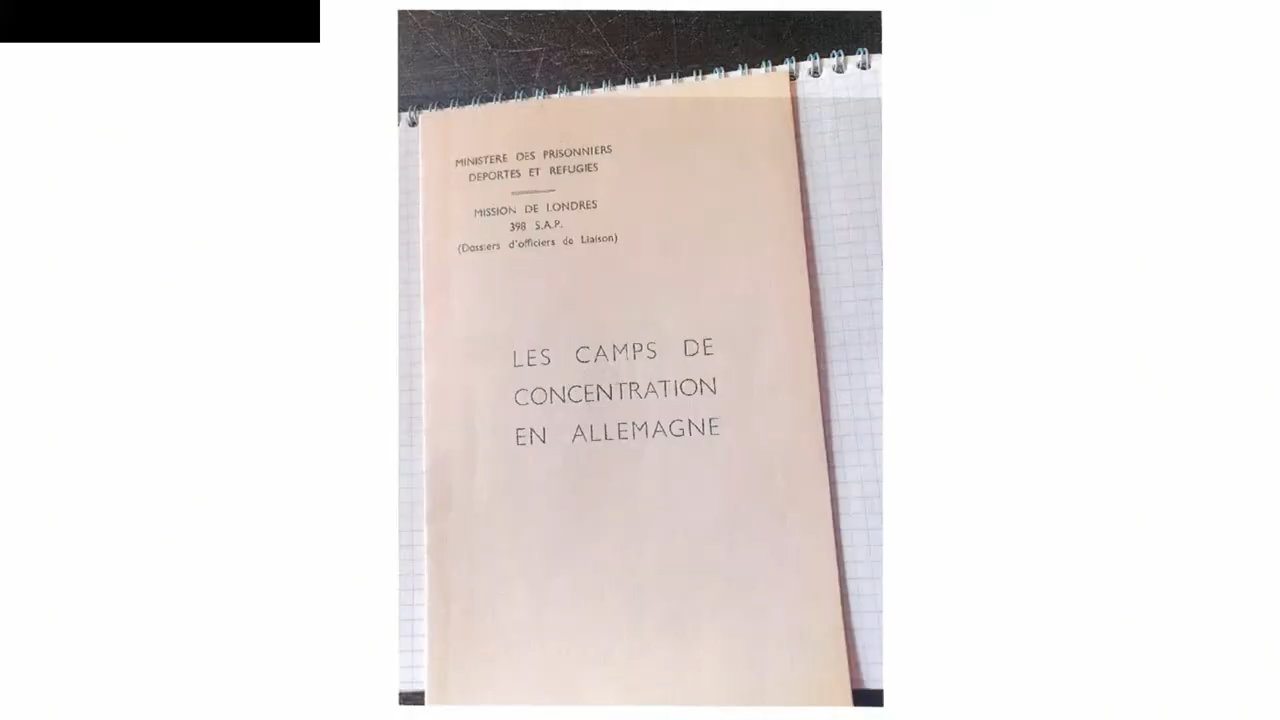 MINISTERE DES PRISONNIERS
DEPORTES ET REFUGIES
MISSION DE LONDRES
398 S.A.P.
(Dossiers d'officiers de Liaison)
LES CAMPS DE
CONCENTRATION
EN ALLEMAGNE